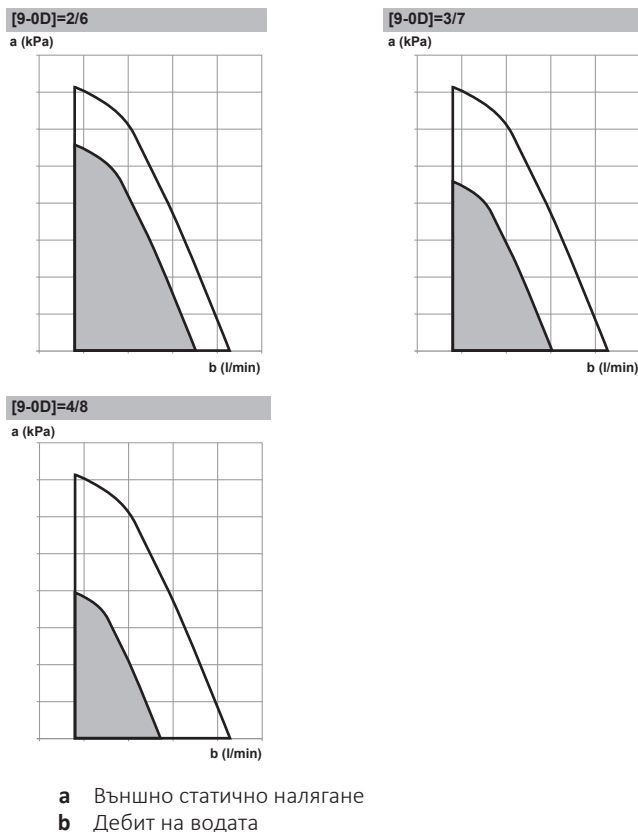 [9-0D]=2/6
a (kPa)
b (l/min)
[9-0D]=3/7
a (kPa)
b (l/min)
[9-0D]=4/8
a (kPa)
b (l/min)
a Външно статично налягане
b Дебит на водата